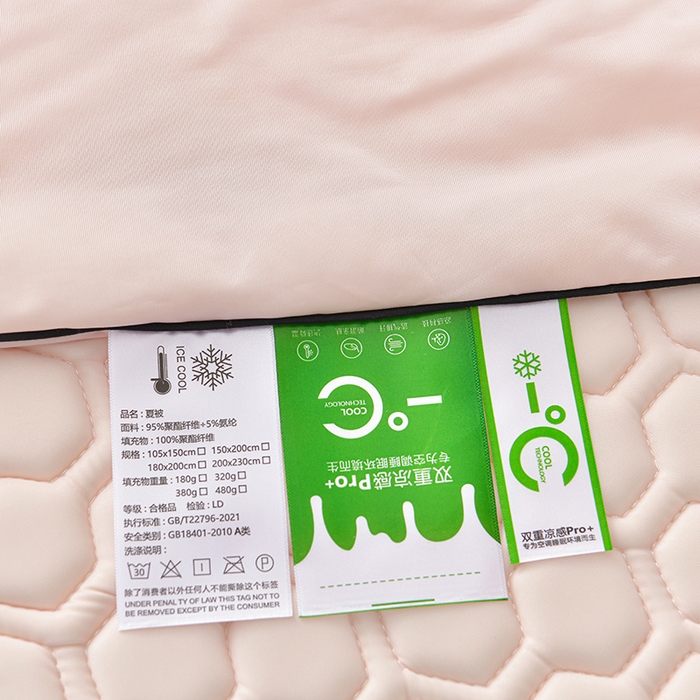 ICE COOL
品名：夏被
面料：95%聚酯纤维+5%氨纶
填充物：100%聚酯纤维
规格：105x150cm□ 150x200cm□
180x200cm□ 200x230cm□
填充物重量：180g□ 320g□
380g□ 480g□
等级：合格品 检验：LD
执行标准：GB/T22796-2021
安全类别：GB18401-2010 A类
洗涤说明：
30
除了消费者以外任何人不能撕除这个标签
UNDER PENALTY OF LAW THIS TAG NOT TO
BE REMOVED EXCEPT BY THE CONSUMER
双重凉感Pro+
专为空调睡眠环境而生
-°C
COOL
TECHNOLOGY
-°C
COOL
TECHNOLOGY
双重凉感Pro+
专为空调睡眠环境而生